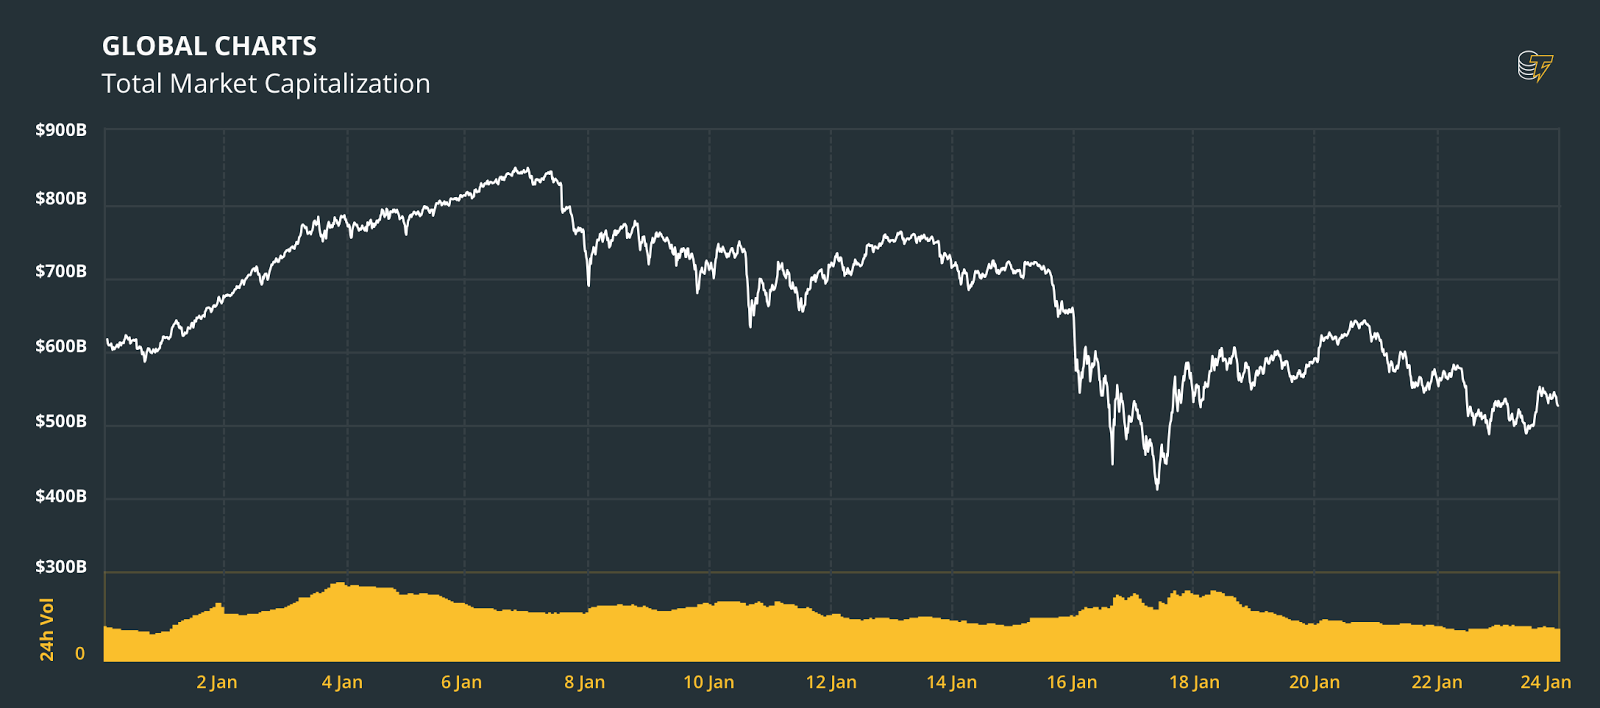 GLOBAL CHARTS
Total Market Capitalization
$900B
$800B
$700B
$600B
$500B
$400B
$300B
24h Vol
0
2 Jan 4 Jan 6 Jan 8 Jan 10 Jan 12 Jan 14 Jan 16 Jan 18 Jan 20 Jan 22 Jan 24 Jan